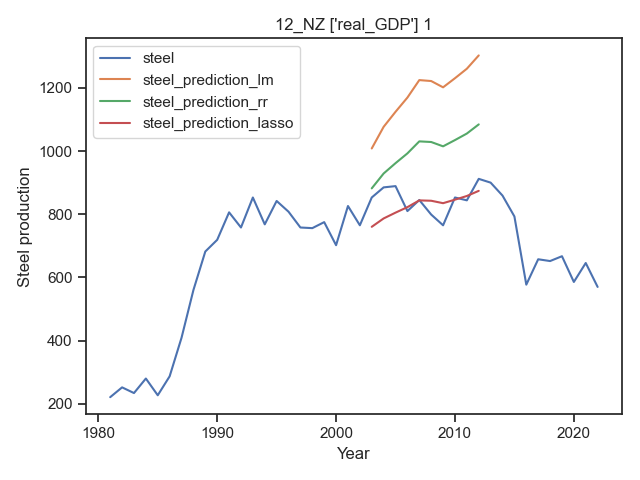 12_NZ ['real_GDP'] 1
steel
steel_prediction_lm
steel_prediction_rr
steel_prediction_lasso
Steel production
1200
1000
800
600
400
200
1980
1990
2000
2010
2020
Year